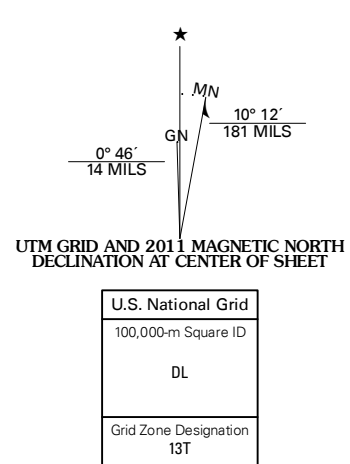 ★
MN
GN
10° 12´
181 MILS
0° 46´
14 MILS
UTM GRID AND 2011 MAGNETIC NORTH
DECLINATION AT CENTER OF SHEET
U.S. National Grid
100,000-m Square ID
DL
Grid Zone Designation
13T